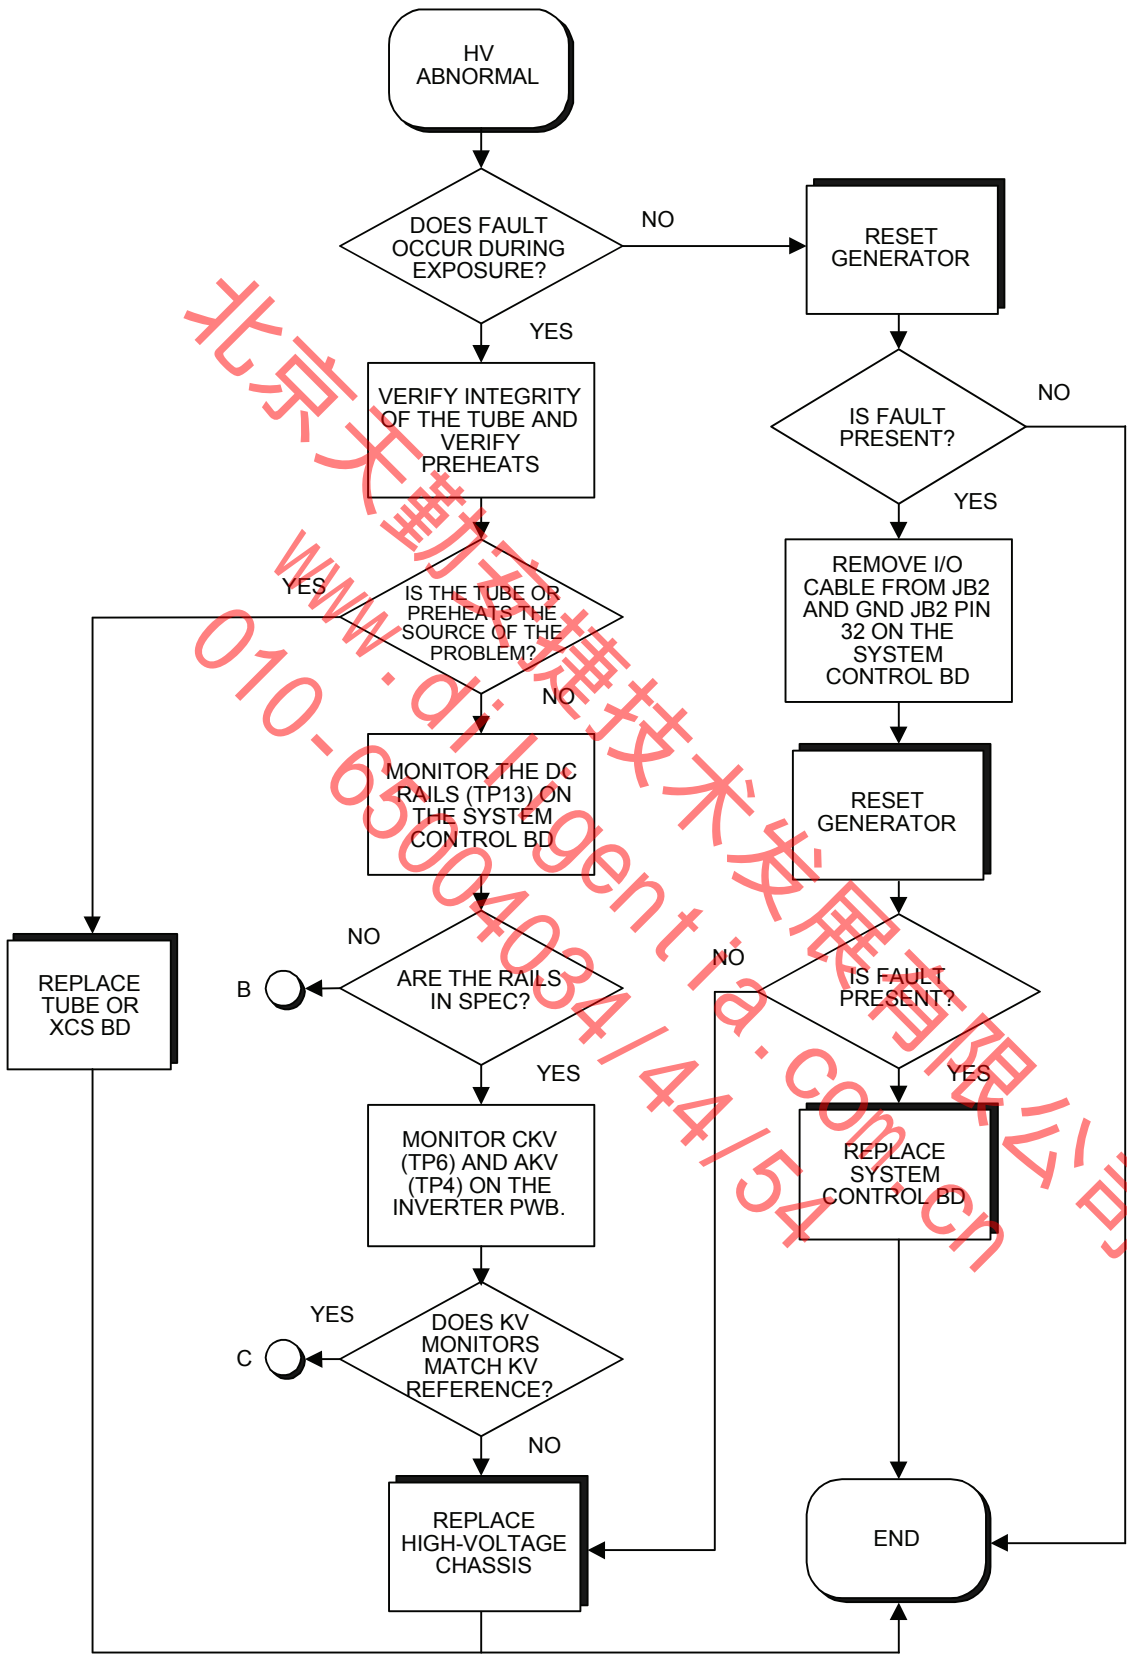 HV
ABNORMAL
DOES FAULT
OCCUR DURING
EXPOSURE?
NO
RESET
GENERATOR
YES
VERIFY INTEGRITY
OF THE TUBE AND
VERIFY
PREHEATS
IS FAULT
PRESENT?
NO
YES
REMOVE I/O
CABLE FROM JB2
AND GND JB2 PIN
32 ON THE
SYSTEM
CONTROL BD
YES
IS THE TUBE OR
PREHEATS THE
SOURCE OF THE
PROBLEM?
NO
MONITOR THE DC
RAILS (TP13) ON
THE SYSTEM
CONTROL BD
RESET
GENERATOR
NO
ARE THE RAILS
IN SPEC?
B
YES
NO
IS FAULT
PRESENT?
YES
REPLACE
TUBE OR
XCS BD
MONITOR CKV
(TP6) AND AKV
(TP4) ON THE
INVERTER PWB.
REPLACE
SYSTEM
CONTROL BD
YES
DOES KV
MONITORS
MATCH KV
REFERENCE?
C
NO
REPLACE
HIGH-VOLTAGE
CHASSIS
END
北京天勤安捷技术发展有限公司
www.diligentia.com.cn
010-65004034/44/54